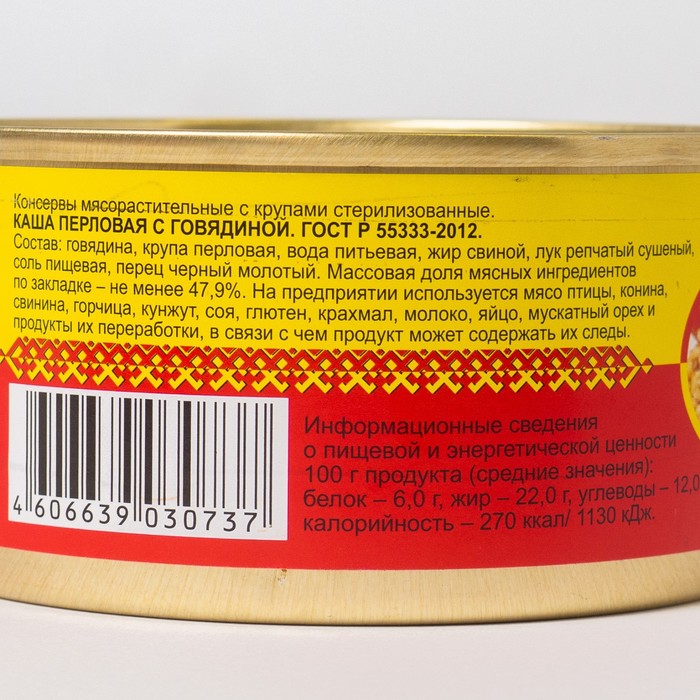 Консервы мясорастительные с крупами стерилизованные.
КАША ПЕРЛОВАЯ С ГОВЯДИНОЙ. ГОСТ Р 55333-2012.
Состав: говядина, крупа перловая, вода питьевая, жир свиной, лук репчатый сушеный,
соль пищевая, перец черный молотый. Массовая доля мясных ингредиентов
по закладке – не менее 47,9%. На предприятии используется мясо птицы, конина,
свинина, горчица, кунжут, соя, глютен, крахмал, молоко, яйцо, мускатный орех и
продукты их переработки, в связи с чем продукт может содержать их следы.
Информационные сведения
о пищевой и энергетической ценности
100 г продукта (средние значения):
белок – 6,0 г, жир – 22,0 г, углеводы – 12,0
калорийность – 270 ккал/ 1130 кДж.
4 606639 030737